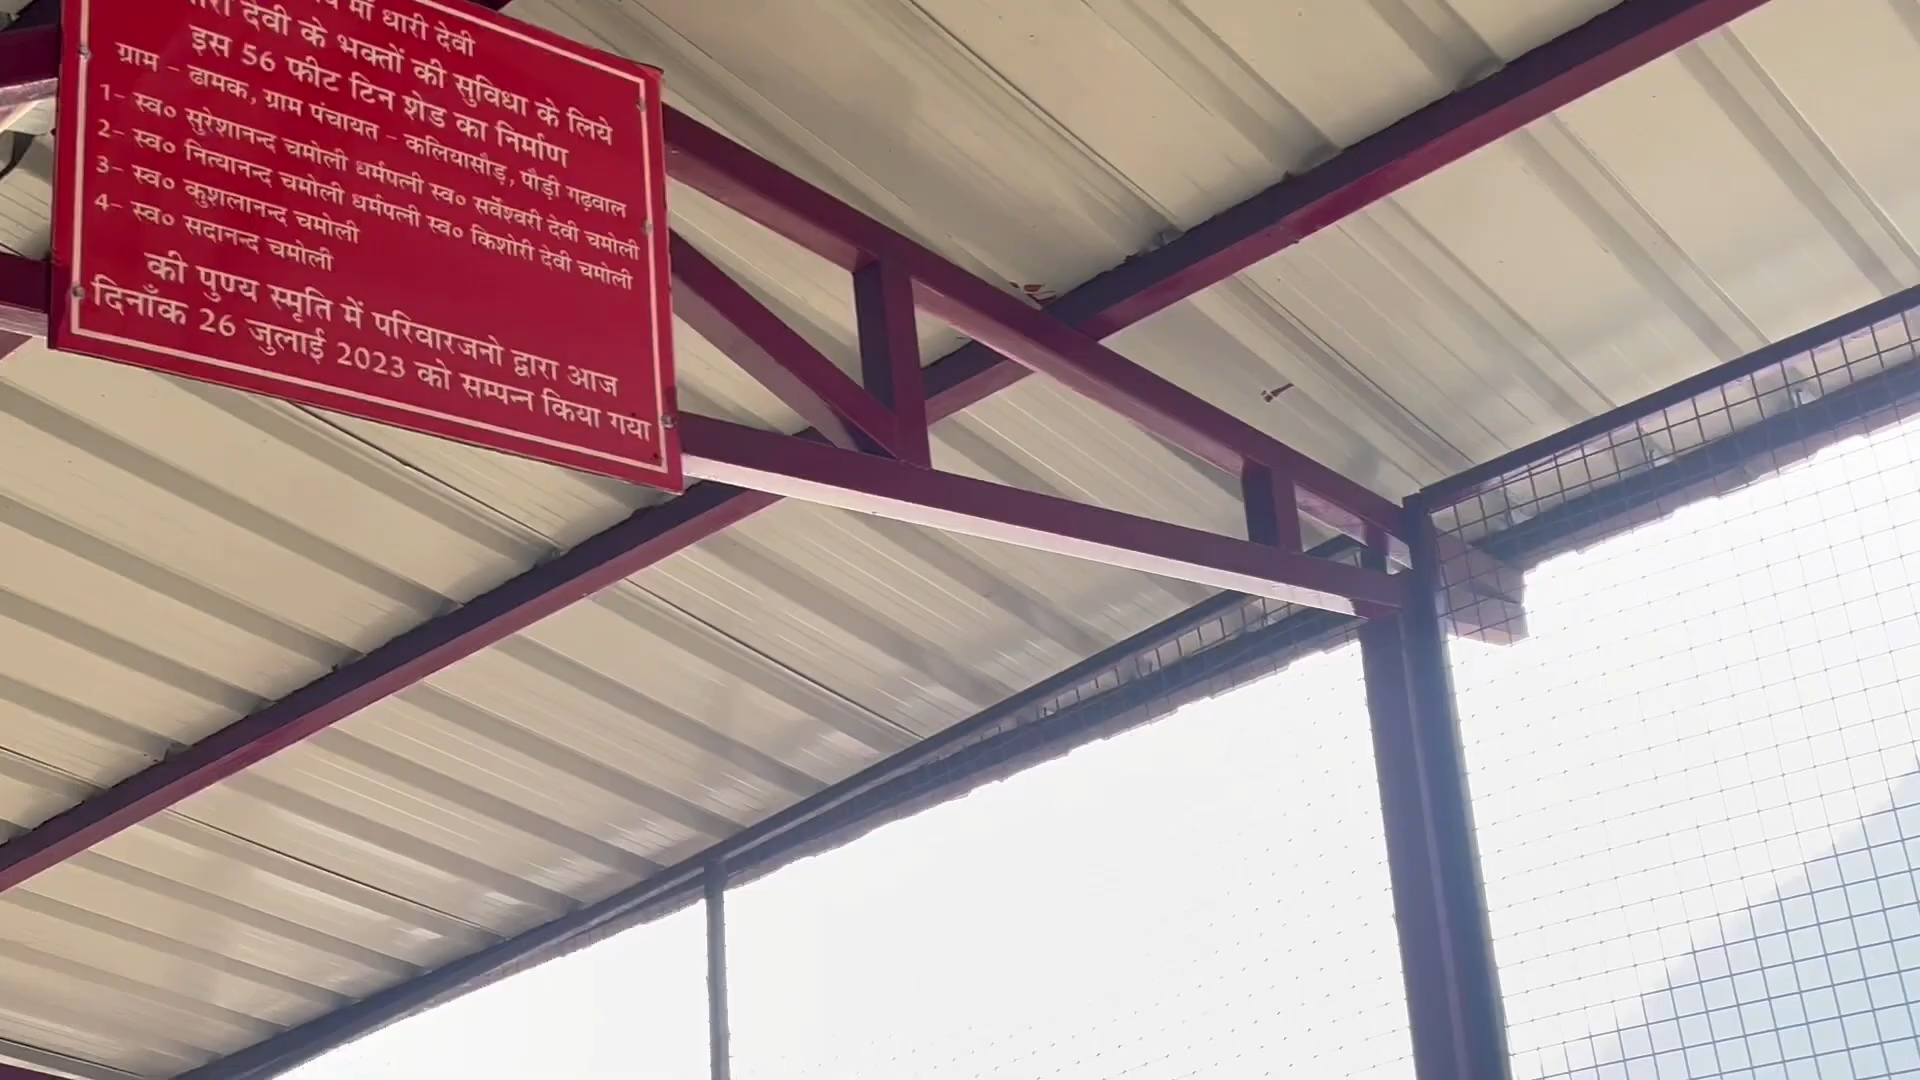 माँ धारी देवी
देवी के भक्तों की सुविधा के लिये
इस 56 फीट टिन शेड का निर्माण
ग्राम - ढामक, ग्राम पंचायत - कलियासौड़, पौड़ी गढ़वाल
1- स्व० सुरेशानन्द चमोली धर्मपत्नी स्व० सर्वेश्वरी देवी चमोली
2- स्व० नित्यानन्द चमोली धर्मपत्नी स्व० किशोरी देवी चमोली
3- स्व० कुशलानन्द चमोली
4- स्व० सदानन्द चमोली
की पुण्य स्मृति में परिवारजनो द्वारा आज
दिनाँक 26 जुलाई 2023 को सम्पन्न किया गया